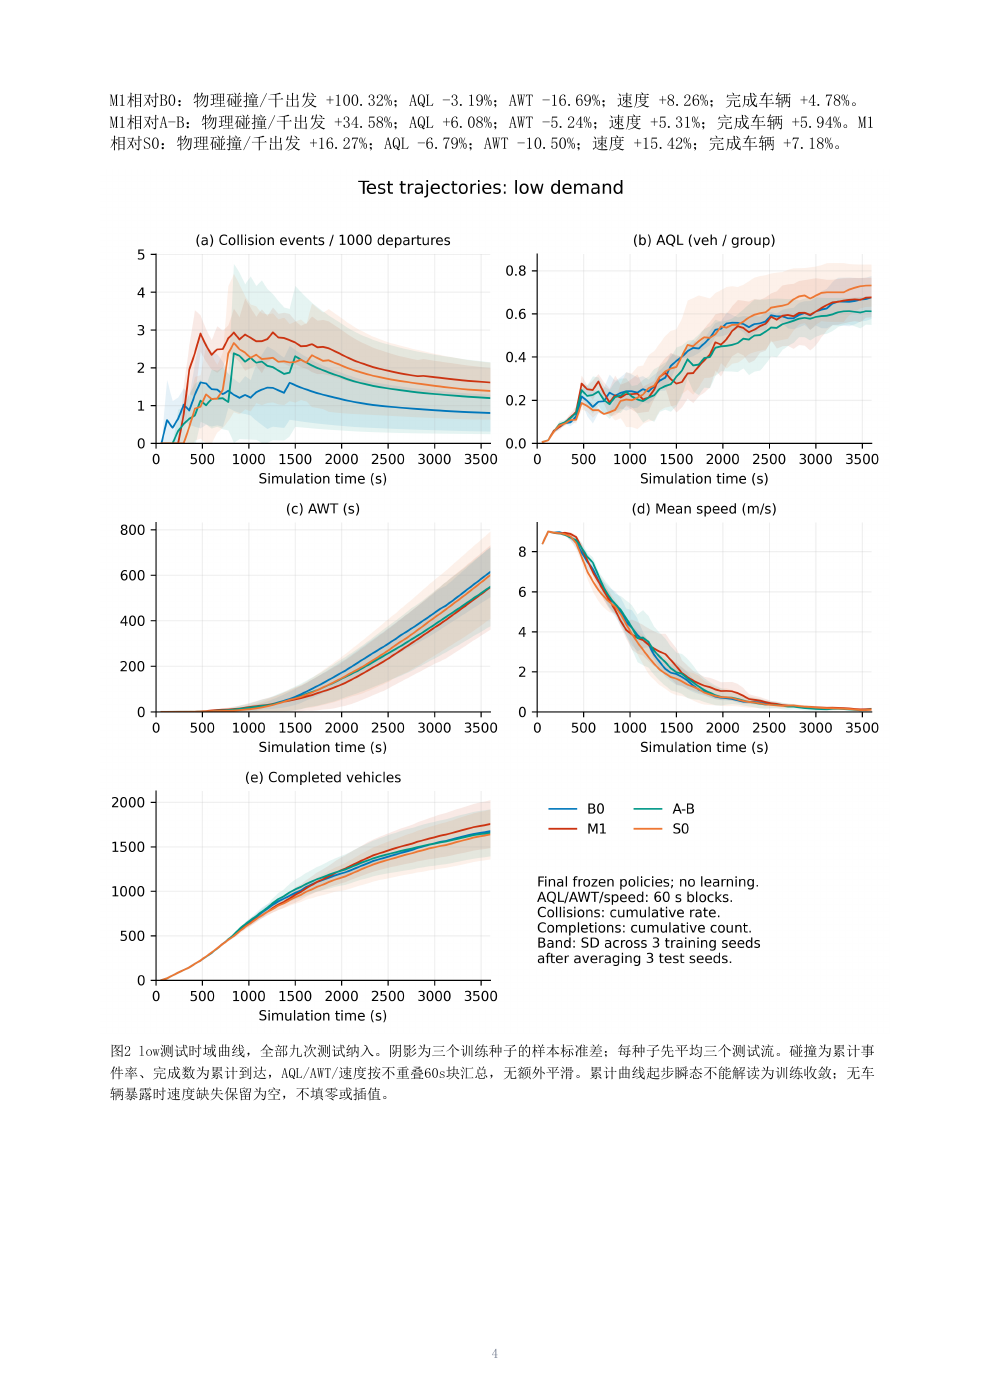 M1相对B0: 物理碰撞/千出发 +100.32%; AQL -3.19%; AWT -16.69%; 速度 +8.26%; 完成车辆 +4.78%。
M1相对A-B: 物理碰撞/千出发 +34.58%; AQL +6.08%; AWT -5.24%; 速度 +5.31%; 完成车辆 +5.94%。M1
相对S0: 物理碰撞/千出发 +16.27%; AQL -6.79%; AWT -10.50%; 速度 +15.42%; 完成车辆 +7.18%。
Test trajectories: low demand
(a) Collision events / 1000 departures
5
4
3
2
1
0
0 500 1000 1500 2000 2500 3000 3500
Simulation time (s)
(b) AQL (veh / group)
0.8
0.6
0.4
0.2
0.0
0 500 1000 1500 2000 2500 3000 3500
Simulation time (s)
(c) AWT (s)
800
600
400
200
0
0 500 1000 1500 2000 2500 3000 3500
Simulation time (s)
(d) Mean speed (m/s)
8
6
4
2
0
0 500 1000 1500 2000 2500 3000 3500
Simulation time (s)
(e) Completed vehicles
2000
1500
1000
500
0
0 500 1000 1500 2000 2500 3000 3500
Simulation time (s)
B0 A-B
M1 S0
Final frozen policies; no learning.
AQL/AWT/speed: 60 s blocks.
Collisions: cumulative rate.
Completions: cumulative count.
Band: SD across 3 training seeds
after averaging 3 test seeds.
图2 low测试时域曲线，全部九次测试纳入。阴影为三个训练种子的样本标准差；每种子先平均三个测试流。碰撞为累计事
件率、完成数为累计到达，AQL/AWT/速度按不重叠60s块汇总，无额外平滑。累计曲线起步瞬态不能解读为训练收敛；无车
辆暴露时速度缺失保留为空，不填零或插值。
4